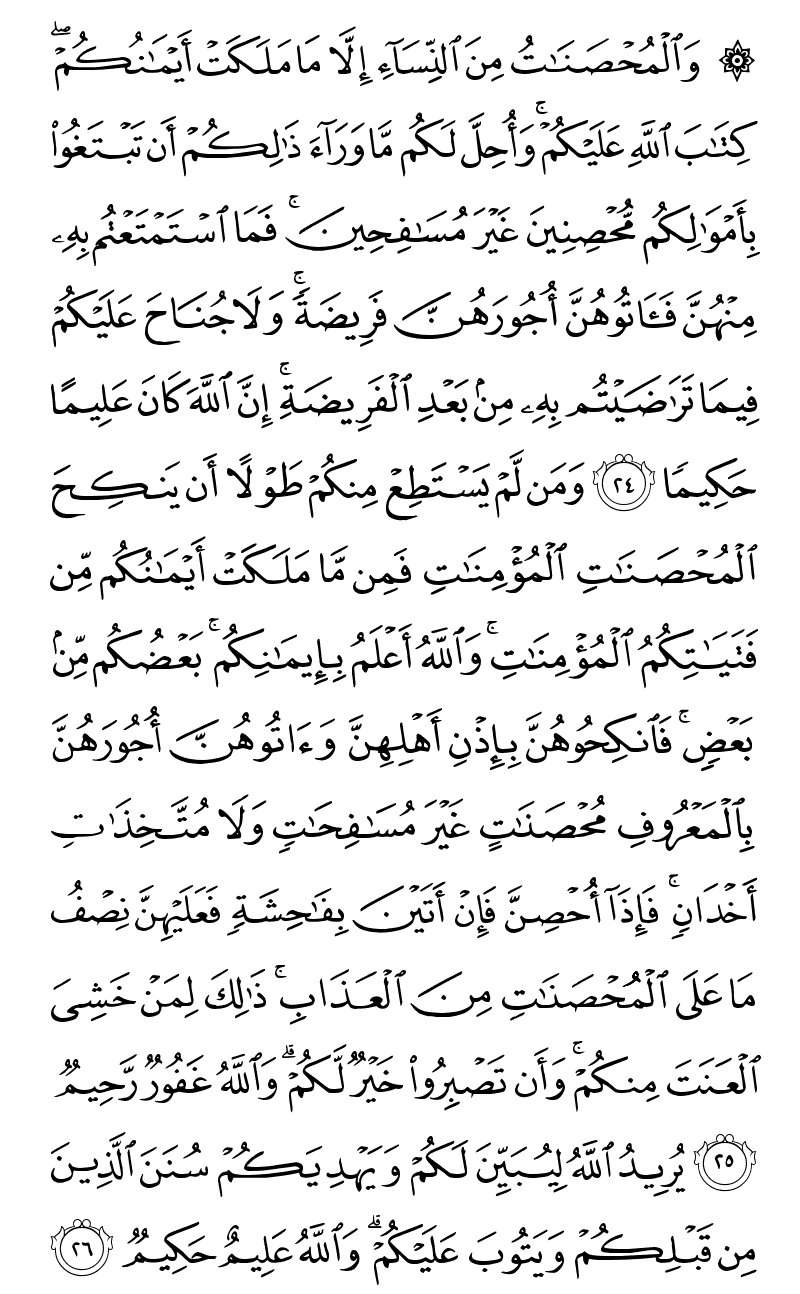 ۞ وَٱلْمُحْصَنَـٰتُ مِنَ ٱلنِّسَآءِ إِلَّا مَا مَلَكَتْ أَيْمَـٰنُكُمْ ۖ
كِتَـٰبَ ٱللَّهِ عَلَيْكُمْ ۚ وَأُحِلَّ لَكُم مَّا وَرَآءَ ذَٰلِكُمْ أَن تَبْتَغُوا۟
بِأَمْوَٰلِكُم مُّحْصِنِينَ غَيْرَ مُسَـٰفِحِينَ ۚ فَمَا ٱسْتَمْتَعْتُم بِهِۦ
مِنْهُنَّ فَـَٔاتُوهُنَّ أُجُورَهُنَّ فَرِيضَةً ۚ وَلَا جُنَاحَ عَلَيْكُمْ
فِيمَا تَرَٰضَيْتُم بِهِۦ مِنۢ بَعْدِ ٱلْفَرِيضَةِ ۚ إِنَّ ٱللَّهَ كَانَ عَلِيمًا
حَكِيمًا ٢٤ وَمَن لَّمْ يَسْتَطِعْ مِنكُمْ طَوْلًا أَن يَنكِحَ
ٱلْمُحْصَنَـٰتِ ٱلْمُؤْمِنَـٰتِ فَمِن مَّا مَلَكَتْ أَيْمَـٰنُكُم مِّن
فَتَيَـٰتِكُمُ ٱلْمُؤْمِنَـٰتِ ۚ وَٱللَّهُ أَعْلَمُ بِإِيمَـٰنِكُم ۚ بَعْضُكُم مِّنۢ
بَعْضٍ ۚ فَٱنكِحُوهُنَّ بِإِذْنِ أَهْلِهِنَّ وَءَاتُوهُنَّ أُجُورَهُنَّ
بِٱلْمَعْرُوفِ مُحْصَنَـٰتٍ غَيْرَ مُسَـٰفِحَـٰتٍ وَلَا مُتَّخِذَٰتِ
أَخْدَانٍ ۚ فَإِذَآ أُحْصِنَّ فَإِنْ أَتَيْنَ بِفَـٰحِشَةٍ فَعَلَيْهِنَّ نِصْفُ
مَا عَلَى ٱلْمُحْصَنَـٰتِ مِنَ ٱلْعَذَابِ ۚ ذَٰلِكَ لِمَنْ خَشِىَ
ٱلْعَنَتَ مِنكُمْ ۚ وَأَن تَصْبِرُوا۟ خَيْرٌ لَّكُمْ ۗ وَٱللَّهُ غَفُورٌ رَّحِيمٌ
٢٥ يُرِيدُ ٱللَّهُ لِيُبَيِّنَ لَكُمْ وَيَهْدِيَكُمْ سُنَنَ ٱلَّذِينَ
مِن قَبْلِكُمْ وَيَتُوبَ عَلَيْكُمْ ۗ وَٱللَّهُ عَلِيمٌ حَكِيمٌ ٢٦